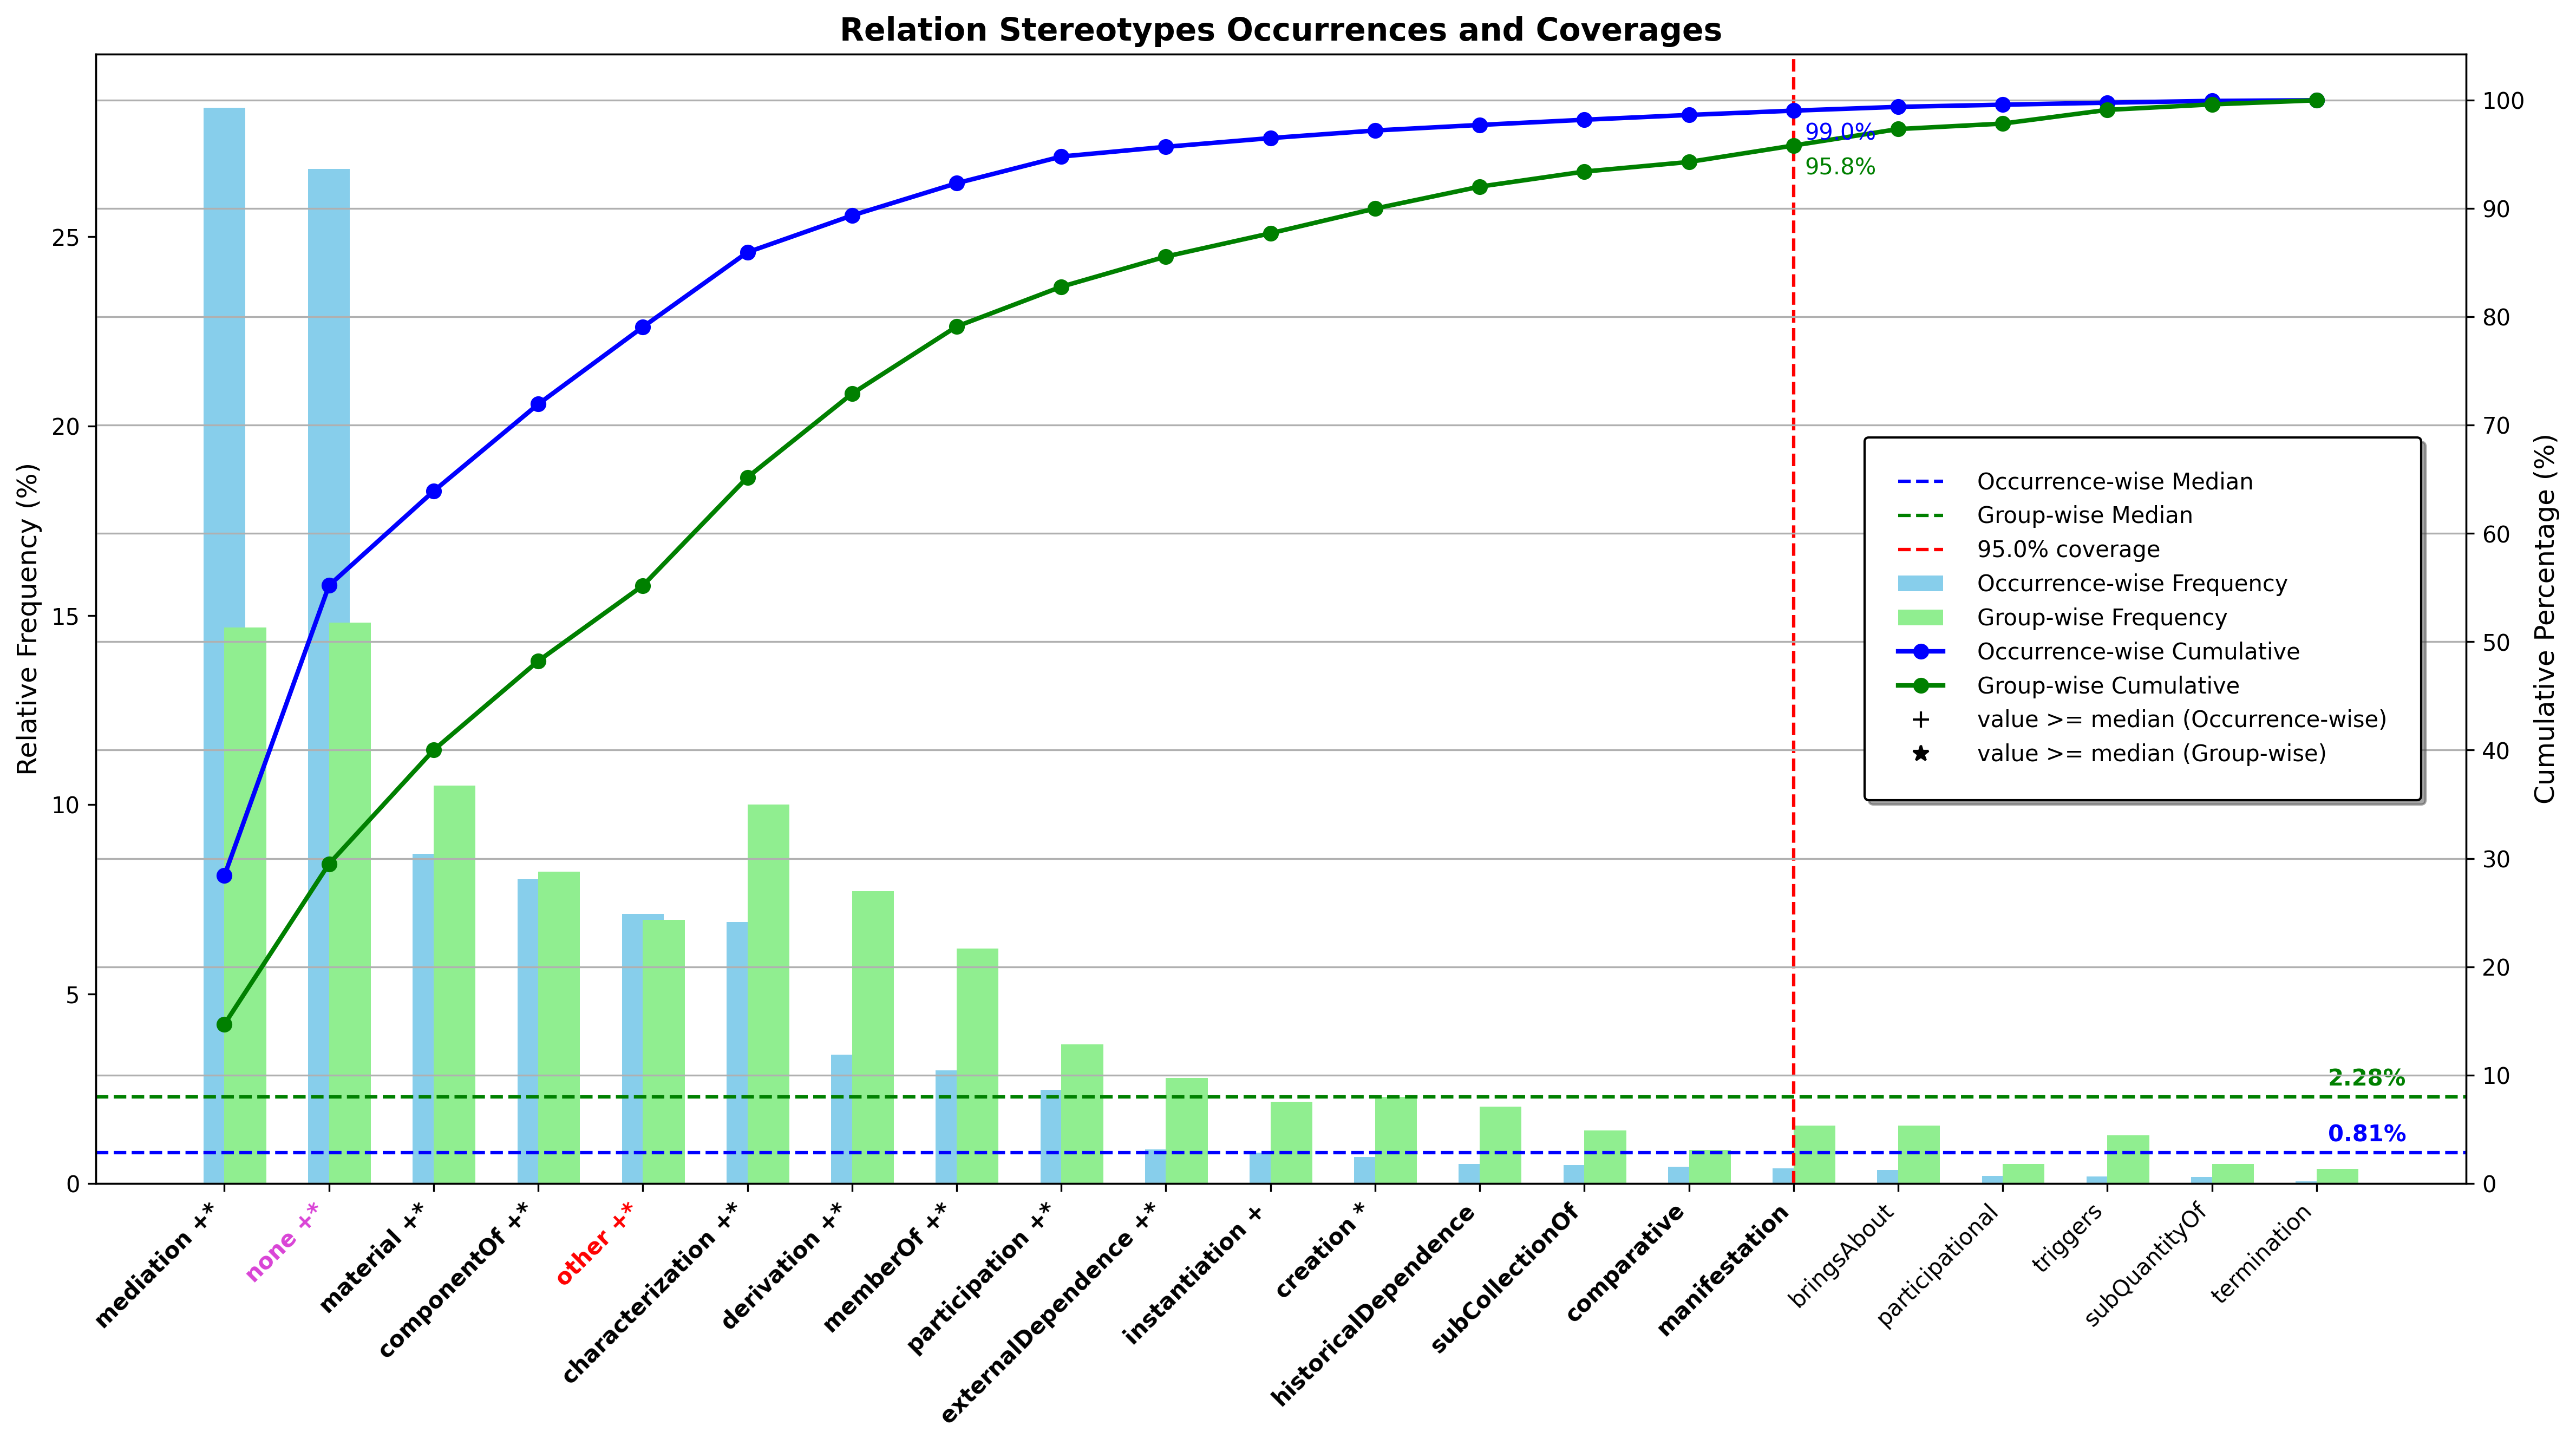 Relation Stereotypes Occurrences and Coverages
Relative Frequency (%)
25
20
15
10
5
0
100
90
80
70
60
50
40
30
20
10
0
Cumulative Percentage (%)
99.0%
95.8%
Occurrence-wise Median
Group-wise Median
95.0% coverage
Occurrence-wise Frequency
Group-wise Frequency
Occurrence-wise Cumulative
Group-wise Cumulative
value >= median (Occurrence-wise)
value >= median (Group-wise)
2.28%
0.81%
mediation +*
none +*
material +*
componentOf +*
other +*
characterization +*
derivation +*
memberOf +*
participation +*
externalDependence +*
instantiation +
creation *
historicalDependence
subCollectionOf
comparative
manifestation
bringsAbout
participational
triggers
subQuantityOf
termination